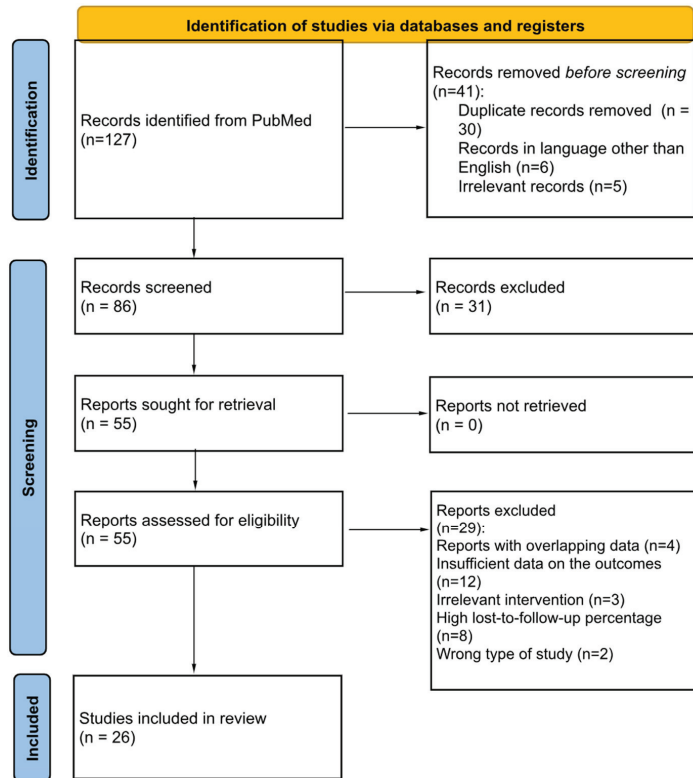 Identification of studies via databases and registers
Identification
Records identified from PubMed
(n=127)
Records removed before screening
(n=41):
Duplicate records removed (n =
30)
Records in language other than
English (n=6)
Irrelevant records (n=5)
Screening
Records screened
(n = 86)
Records excluded
(n = 31)
Reports sought for retrieval
(n = 55)
Reports not retrieved
(n = 0)
Reports assessed for eligibility
(n = 55)
Reports excluded
(n=29):
Reports with overlapping data (n=4)
Insufficient data on the outcomes
(n=12)
Irrelevant intervention (n=3)
High lost-to-follow-up percentage
(n=8)
Wrong type of study (n=2)
Included
Studies included in review
(n = 26)